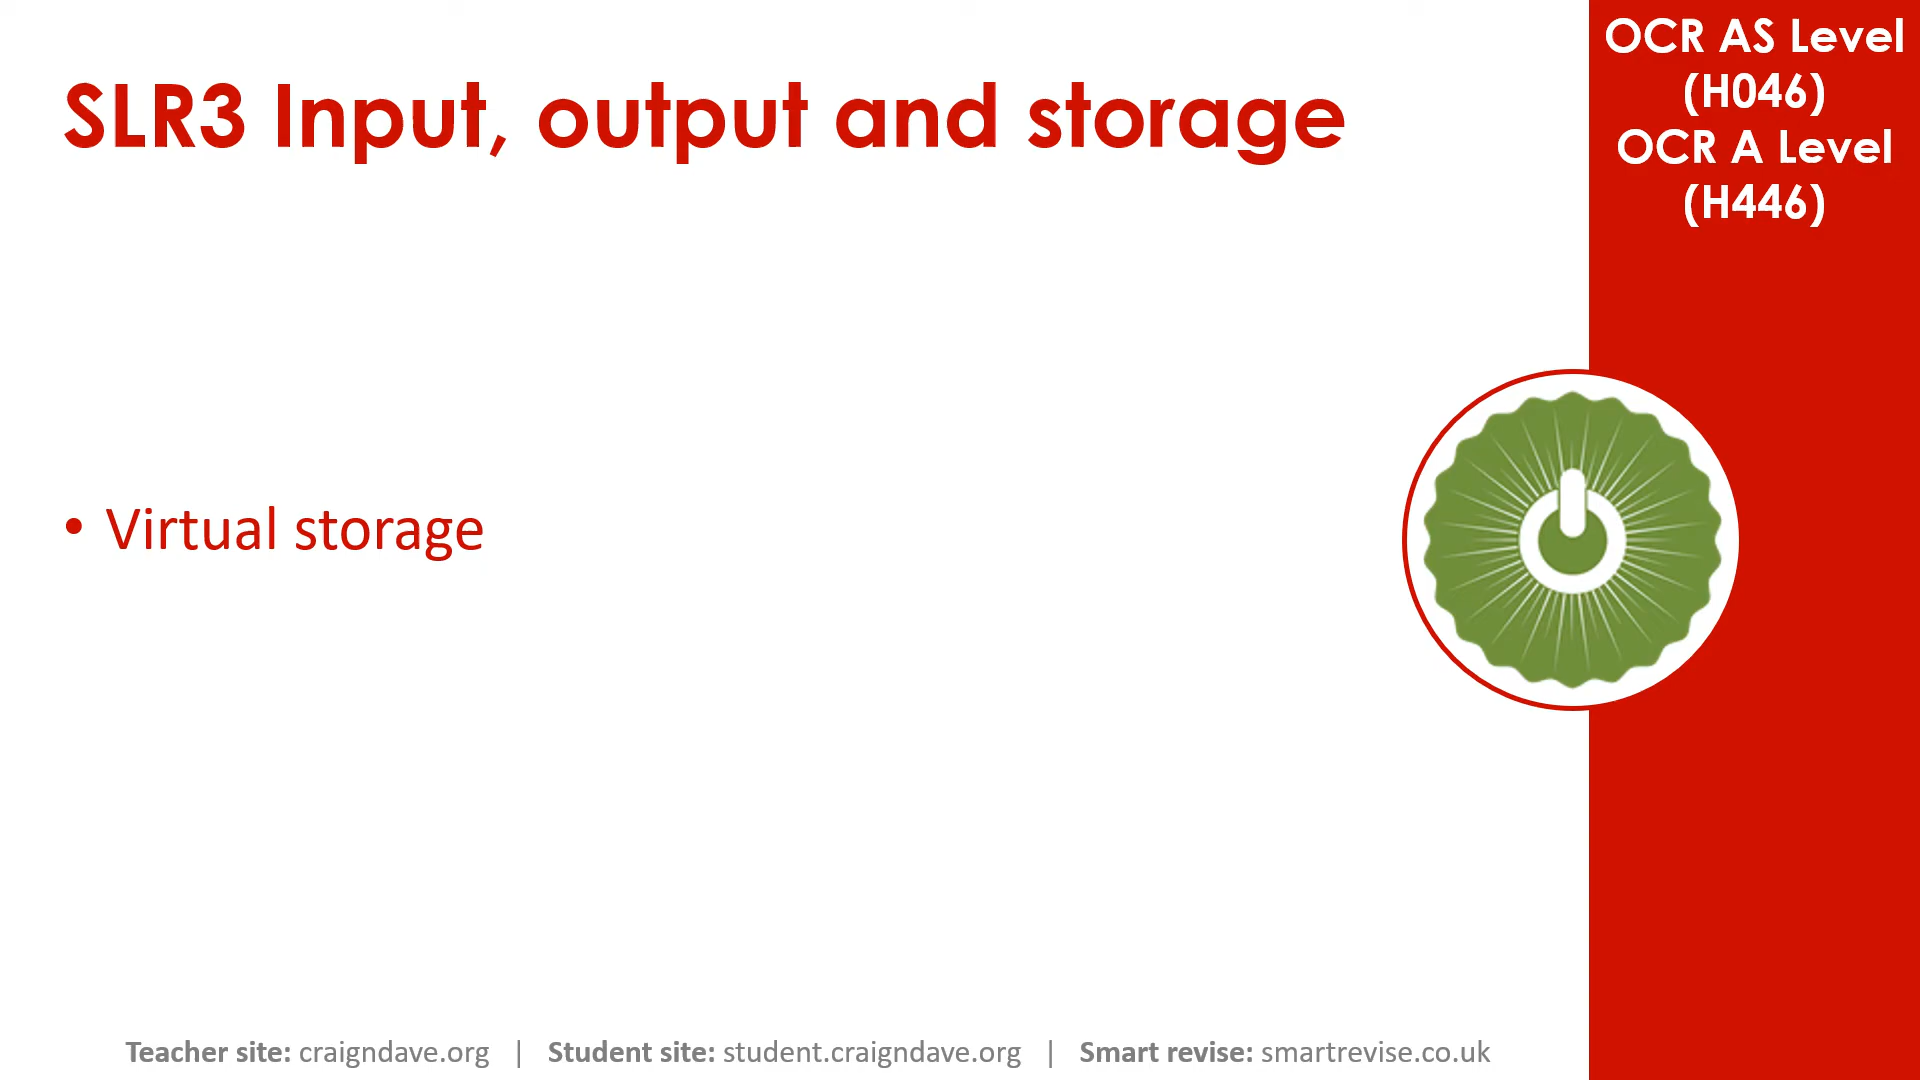 SLR3 Input, output and storage
OCR AS Level
(H046)
OCR A Level
(H446)
• Virtual storage
Teacher site: craigndave.org | Student site: student.craigndave.org | Smart revise: smartrevise.co.uk